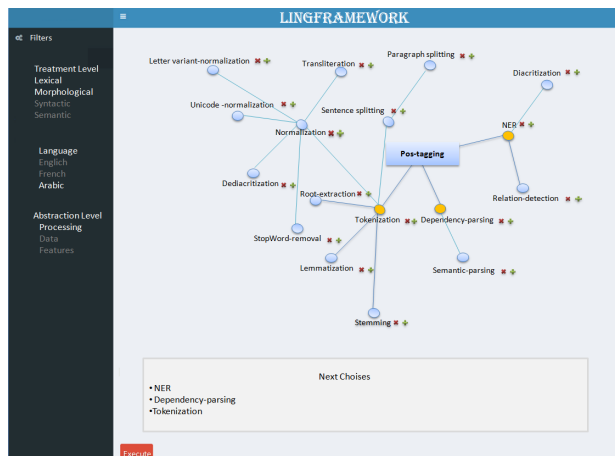 LINGFRAMEWORK
Filters
Treatment Level
Lexical
Morphological
Syntactic
Semantic
Language
Englich
French
Arabic
Abstraction Level
Processing
Data
Features
Paragraph splitting
Letter variant-normalization
Transliteration
Diacritization
Unicode -normalization
Sentence splitting
NER
Normalization
Pos-tagging
Dediacritization
Root-extraction
Relation-detection
Tokenization
Dependency-parsing
StopWord-removal
Lemmatization
Semantic-parsing
Stemming
Next Choises
• NER
• Dependency-parsing
•Tokenization
Execute